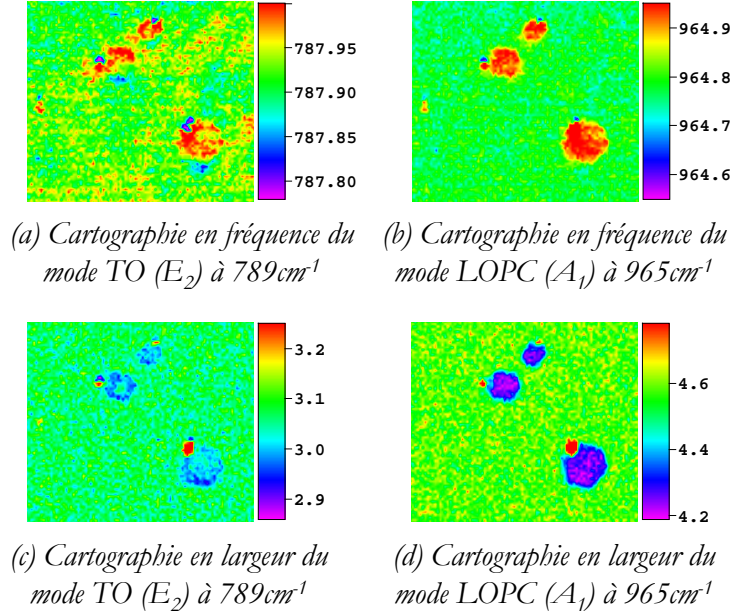 787.95
787.90
787.85
787.80
964.9
964.8
964.7
964.6
(a) Cartographie en fréquence du
mode TO (E2) à 789cm-1
(b) Cartographie en fréquence du
mode LOPC (A1) à 965cm-1
3.2
3.1
3.0
2.9
4.6
4.4
4.2
(c) Cartographie en largeur du
mode TO (E2) à 789cm-1
(d) Cartographie en largeur du
mode LOPC (A1) à 965cm-1